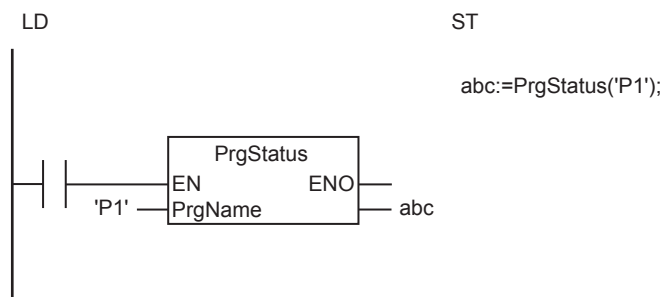 LD
ST
abc:=PrgStatus('P1');
PrgStatus
EN ENO
'P1' PrgName abc